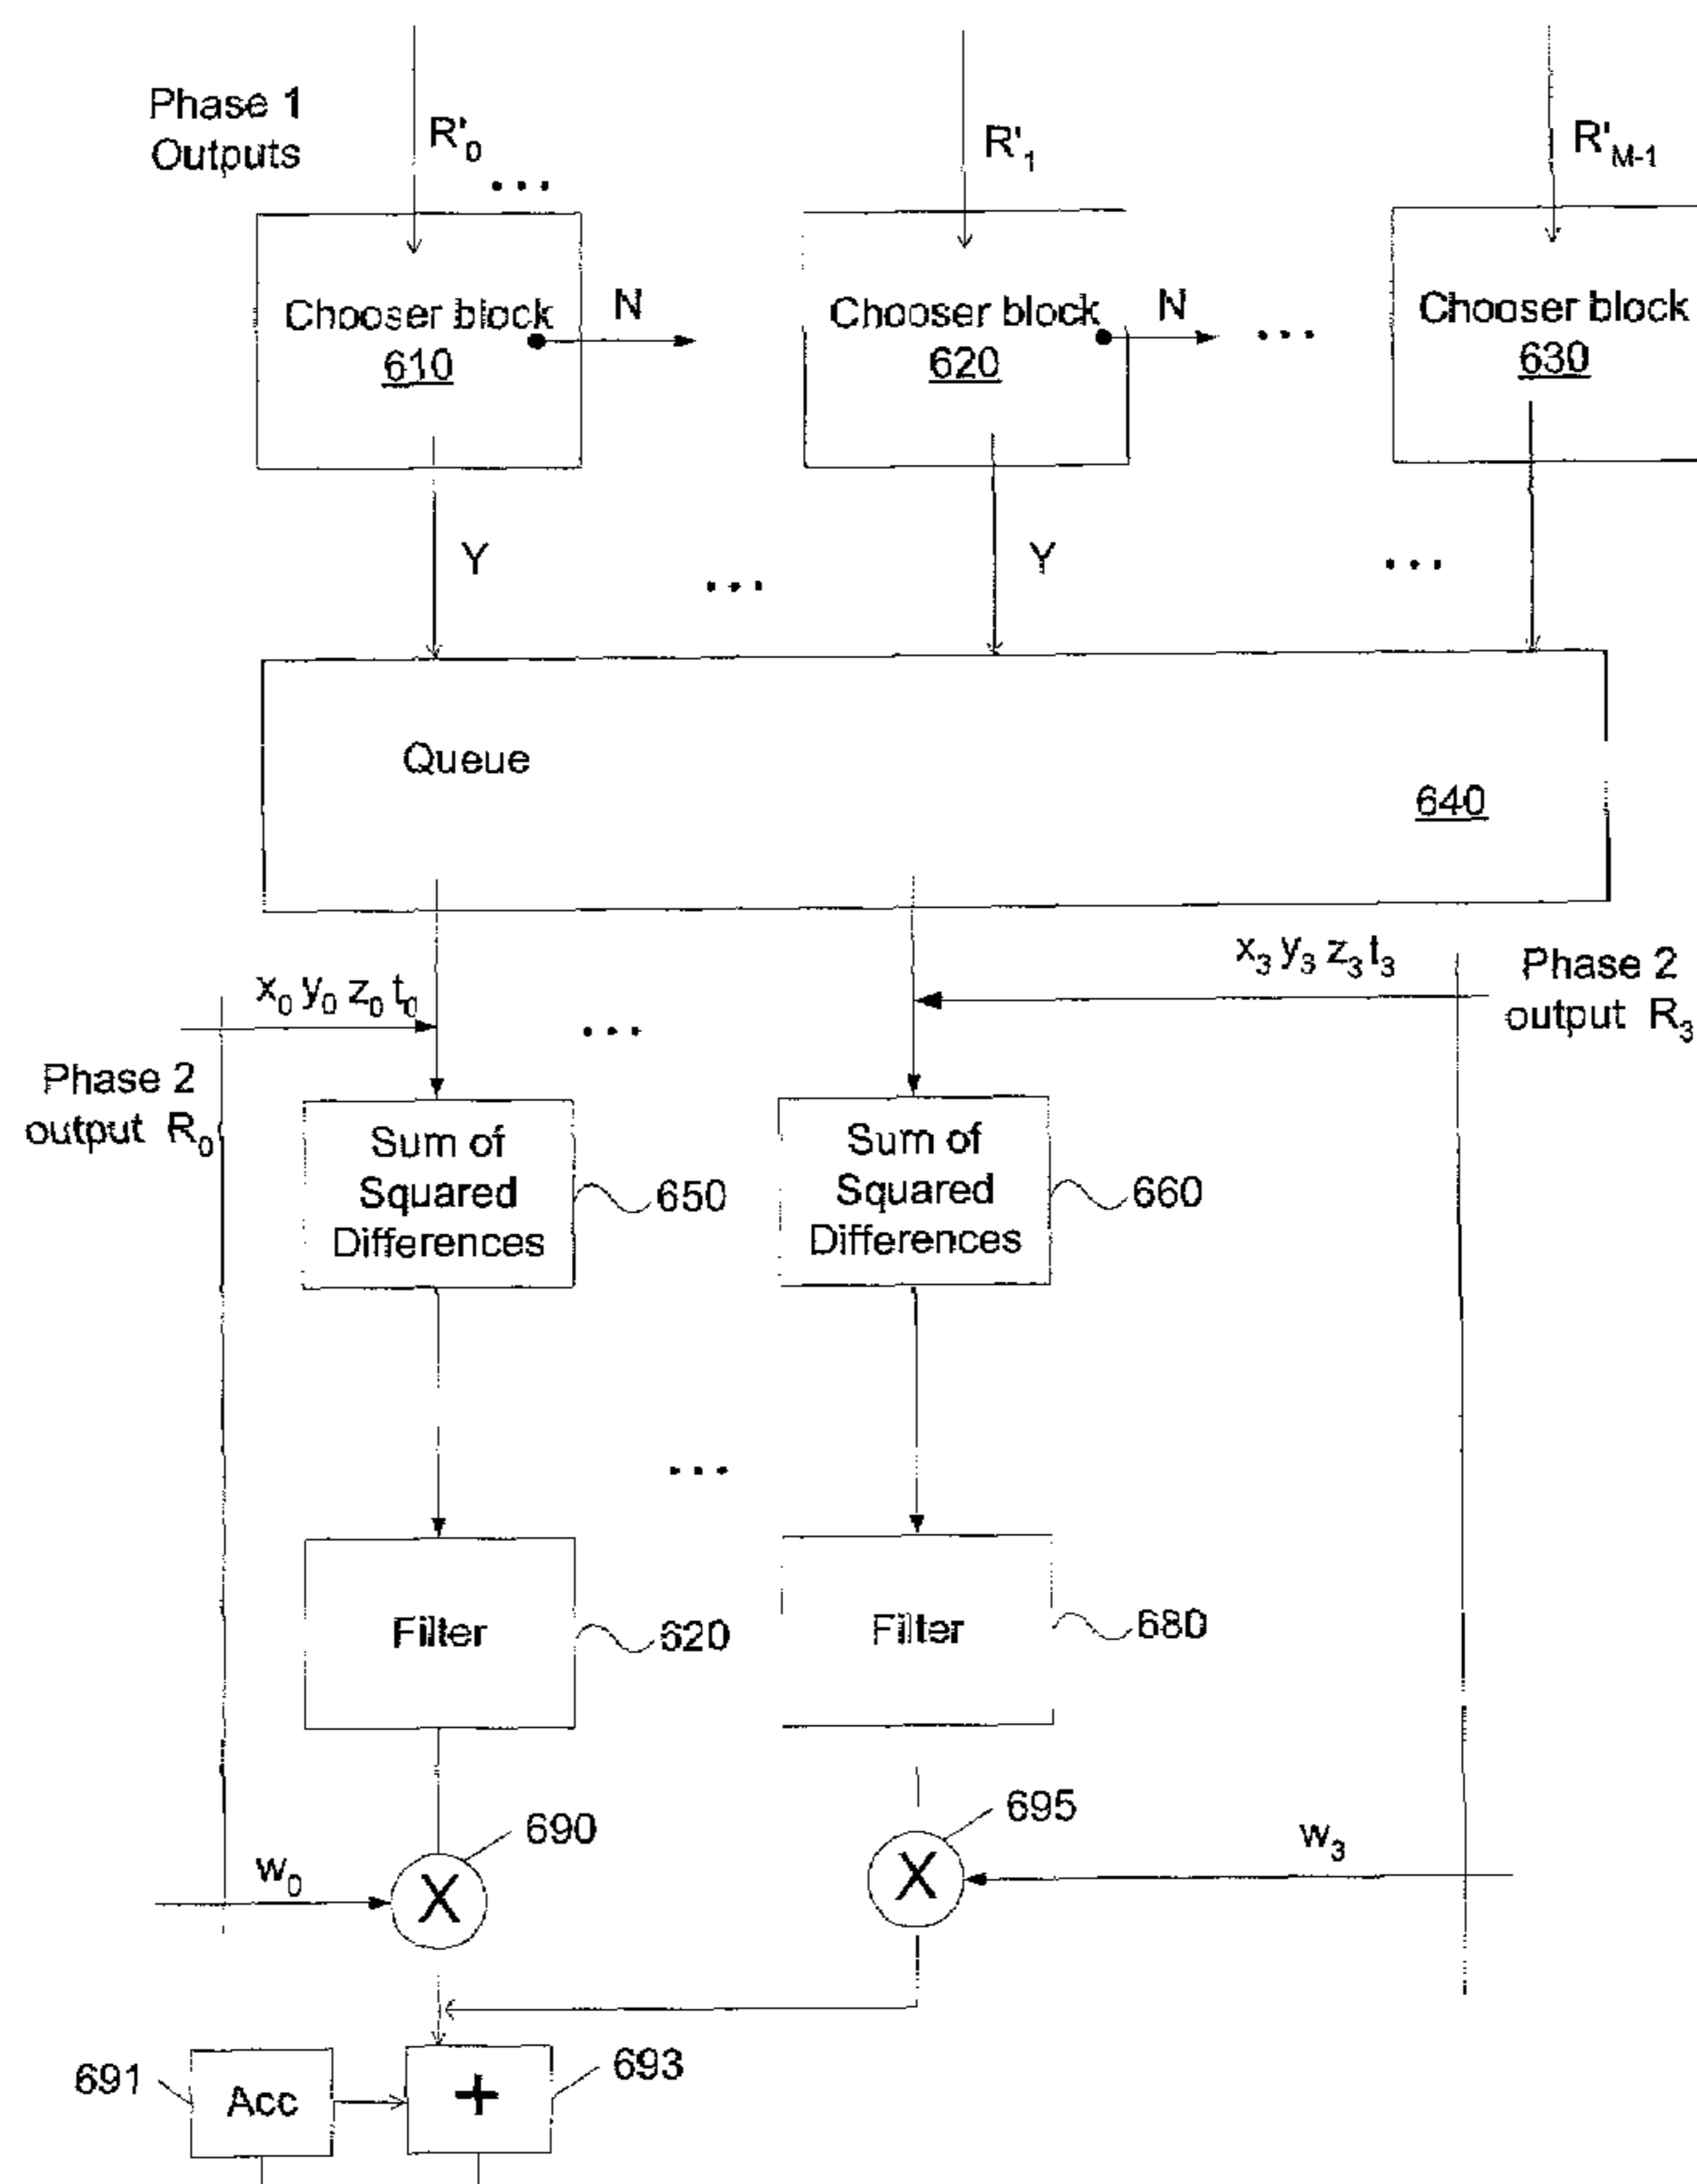 Phase 1
Outputs
R'0
R'1
R'M-1
...
Chooser block
610
N
Chooser block
620
N
...
Chooser block
630
Y
...
Y
...
Queue
640
x0 y0 z0 t0
...
x3 y3 z3 t3
Phase 2
output R3
Phase 2
output R0
Sum of
Squared
Differences
650
Sum of
Squared
Differences
660
...
Filter
620
Filter
680
690
695
w0
X
X
w3
691
Acc
+
693